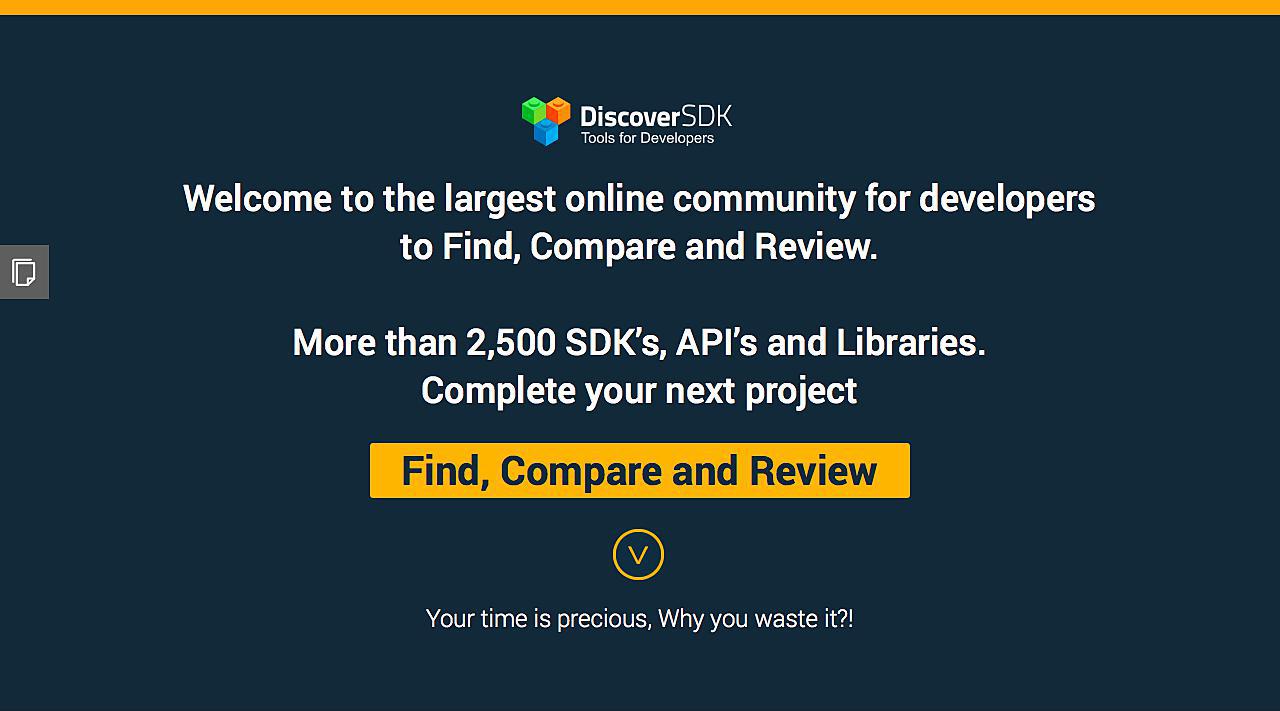 DiscoverSDK
Tools for Developers
Welcome to the largest online community for developers
to Find, Compare and Review.
More than 2,500 SDK’s, API’s and Libraries.
Complete your next project
Find, Compare and Review
V
Your time is precious, Why you waste it?!